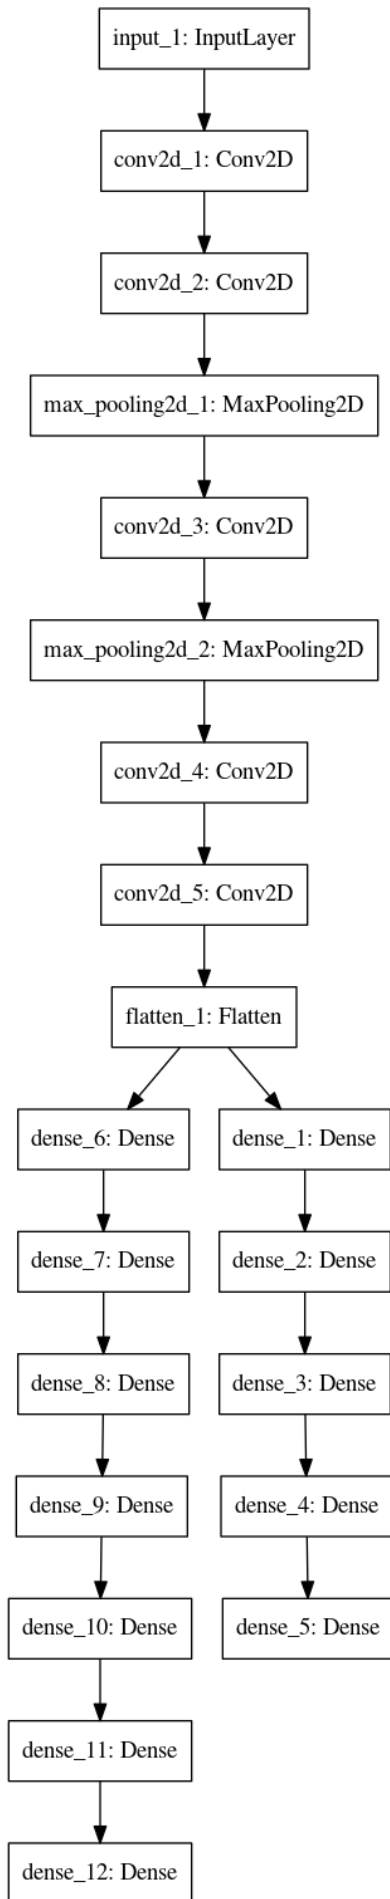 input_1: InputLayer
conv2d_1: Conv2D
conv2d_2: Conv2D
max_pooling2d_1: MaxPooling2D
conv2d_3: Conv2D
max_pooling2d_2: MaxPooling2D
conv2d_4: Conv2D
conv2d_5: Conv2D
flatten_1: Flatten
dense_6: Dense
dense_1: Dense
dense_7: Dense
dense_2: Dense
dense_8: Dense
dense_3: Dense
dense_9: Dense
dense_4: Dense
dense_10: Dense
dense_5: Dense
dense_11: Dense
dense_12: Dense